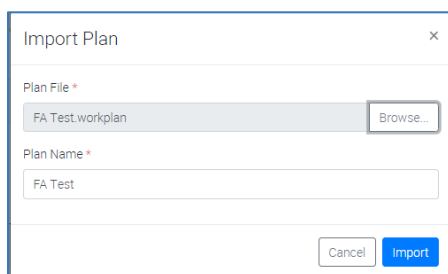 Import Plan ×
Plan File *
FA Test.workplan Browse...
Plan Name *
FA Test
Cancel Import